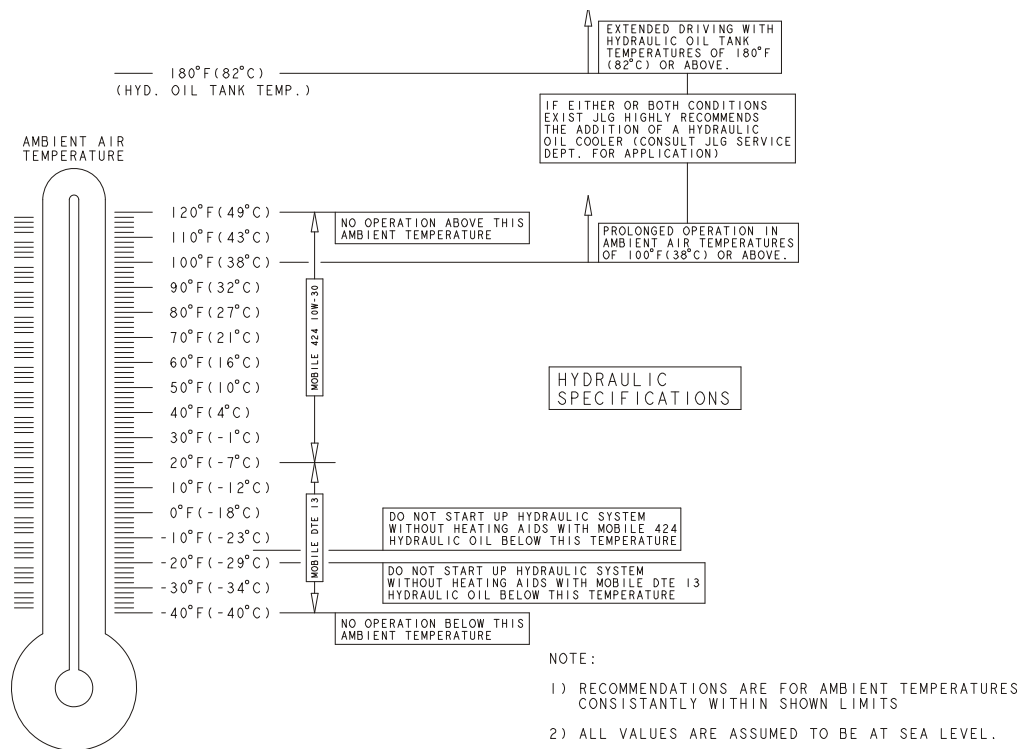 EXTENDED DRIVING WITH
HYDRAULIC OIL TANK
TEMPERATURES OF 180°F
(82°C) OR ABOVE.
180°F(82°C)
(HYD. OIL TANK TEMP.)
IF EITHER OR BOTH CONDITIONS
EXIST JLG HIGHLY RECOMMENDS
THE ADDITION OF A HYDRAULIC
OIL COOLER (CONSULT JLG SERVICE
DEPT. FOR APPLICATION)
AMBIENT AIR
TEMPERATURE
120°F(49°C)
NO OPERATION ABOVE THIS
AMBIENT TEMPERATURE
110°F(43°C)
PROLONGED OPERATION IN
AMBIENT AIR TEMPERATURES
OF 100°F(38°C) OR ABOVE.
100°F(38°C)
90°F(32°C)
80°F(27°C)
70°F(21°C)
60°F(16°C)
50°F(10°C)
40°F(4°C)
30°F(-1°C)
20°F(-7°C)
10°F(-12°C)
0°F(-18°C)
-10°F(-23°C)
-20°F(-29°C)
-30°F(-34°C)
-40°F(-40°C)
MOBILE 424 10W-30
MOBILE DTE 13
HYDRAULIC
SPECIFICATIONS
DO NOT START UP HYDRAULIC SYSTEM
WITHOUT HEATING AIDS WITH MOBILE 424
HYDRAULIC OIL BELOW THIS TEMPERATURE
DO NOT START UP HYDRAULIC SYSTEM
WITHOUT HEATING AIDS WITH MOBILE DTE 13
HYDRAULIC OIL BELOW THIS TEMPERATURE
NO OPERATION BELOW THIS
AMBIENT TEMPERATURE
NOTE:
1) RECOMMENDATIONS ARE FOR AMBIENT TEMPERATURES
CONSISTANTLY WITHIN SHOWN LIMITS
2) ALL VALUES ARE ASSUMED TO BE AT SEA LEVEL.